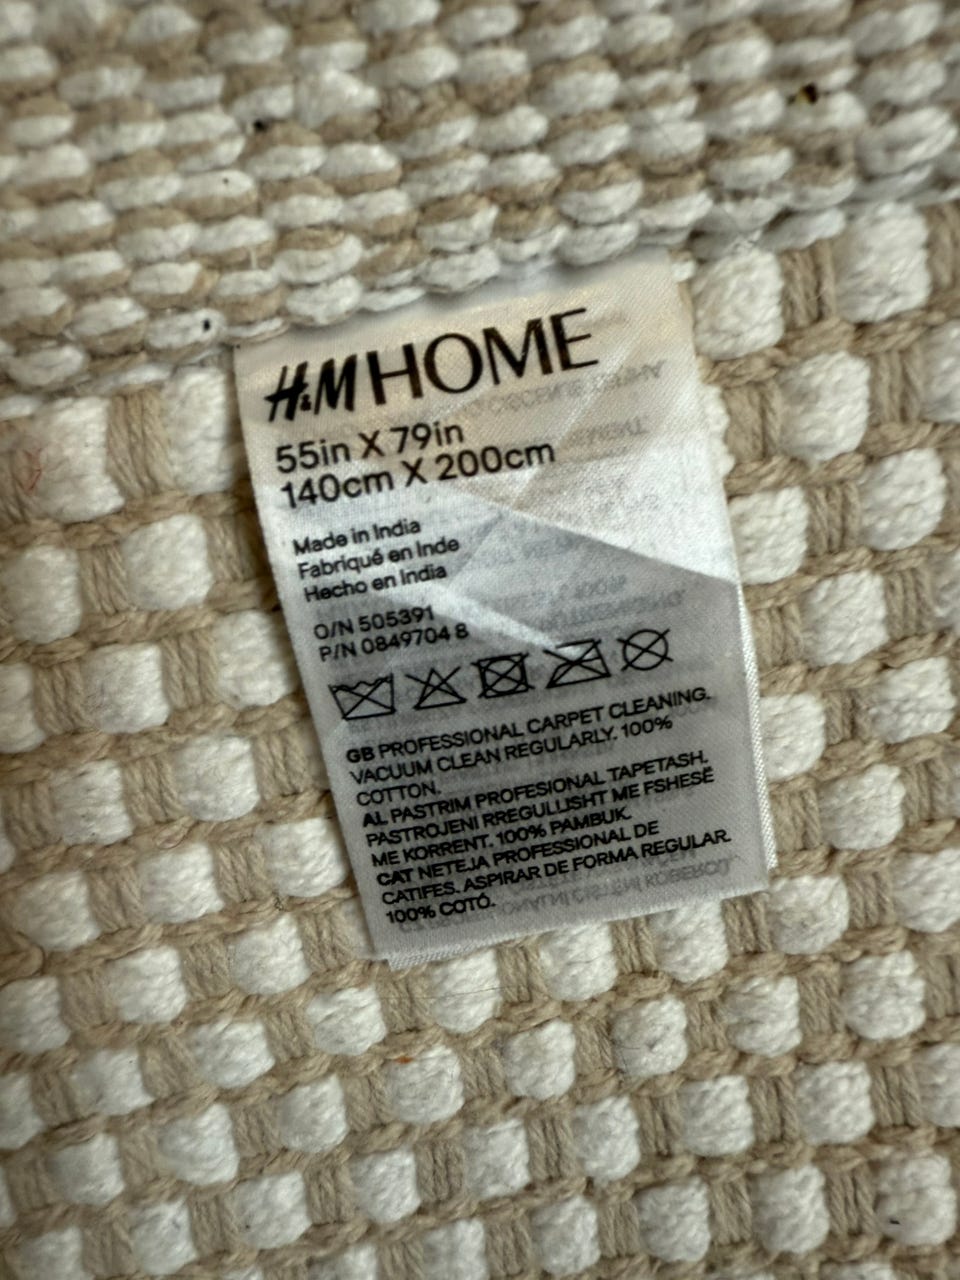 H&M HOME
55in X 79in
140cm X 200cm
Made in India
Fabriqué en Inde
Hecho en India
O/N 505391
P/N 0849704 8
GB PROFESSIONAL CARPET CLEANING.
VACUUM CLEAN REGULARLY. 100%
COTTON.
AL PASTRIM PROFESIONAL TAPETASH.
PASTROJENI RREGULLISHT ME FSHESË
ME KORRENT. 100% PAMBUK.
CAT NETEJA PROFESSIONAL DE
CATIFES. ASPIRAR DE FORMA REGULAR.
100% COTÓ.